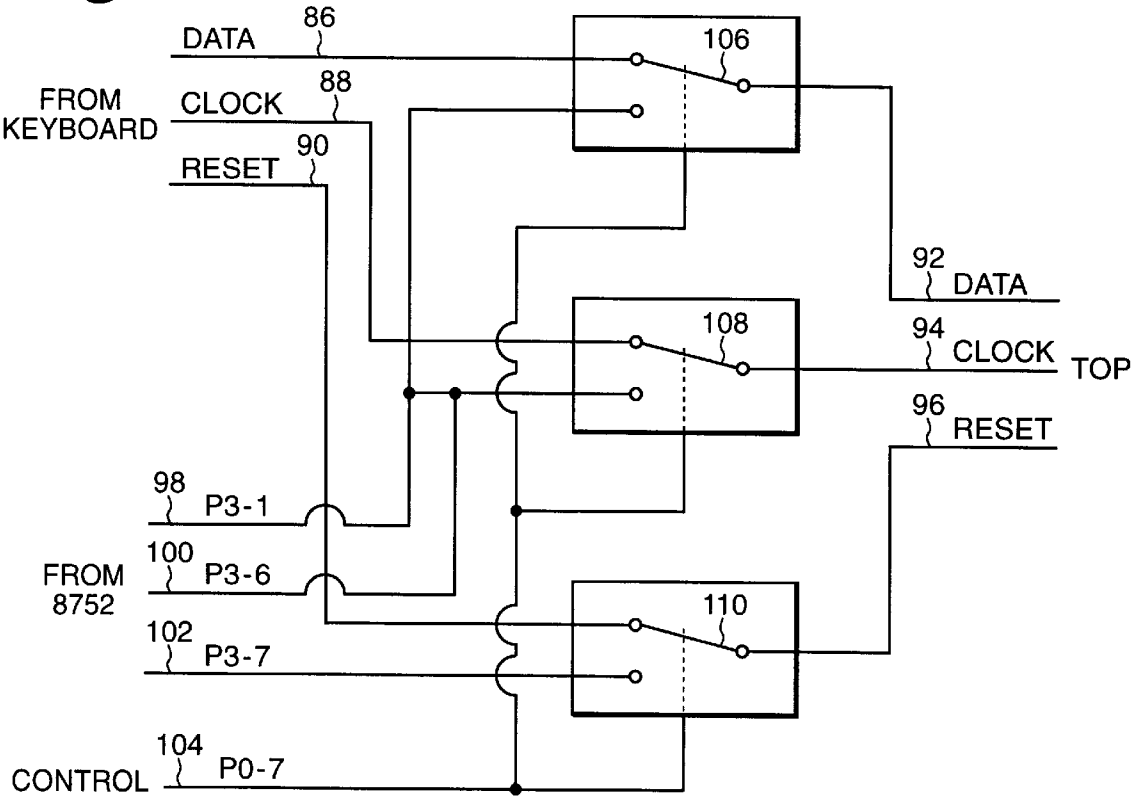 86
DATA
106
88
FROM
KEYBOARD
CLOCK
90
RESET
92
DATA
108
94
CLOCK
TOP
96
RESET
98
P3-1
100
P3-6
FROM
8752
110
102
P3-7
104
P0-7
CONTROL